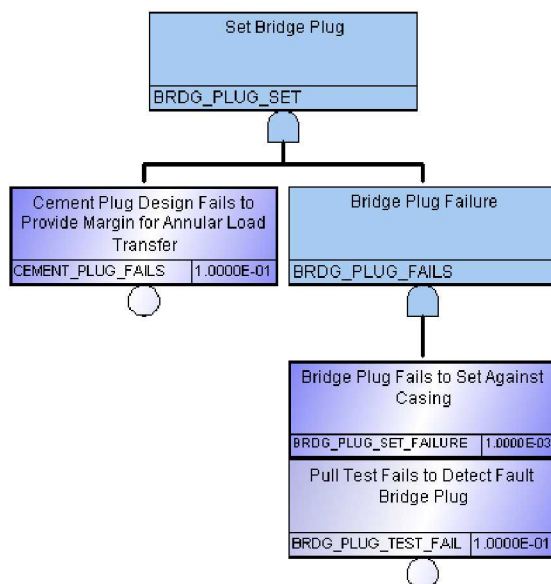 Set Bridge Plug
BRDG_PLUG_SET
Cement Plug Design Fails to
Provide Margin for Annular Load
Transfer
CEMENT_PLUG_FAILS 1.0000E-01
Bridge Plug Failure
BRDG_PLUG_FAILS
Bridge Plug Fails to Set Against
Casing
BRDG_PLUG_SET_FAILURE 1.0000E-03
Pull Test Fails to Detect Fault
Bridge Plug
BRDG_PLUG_TEST_FAIL 1.0000E-01